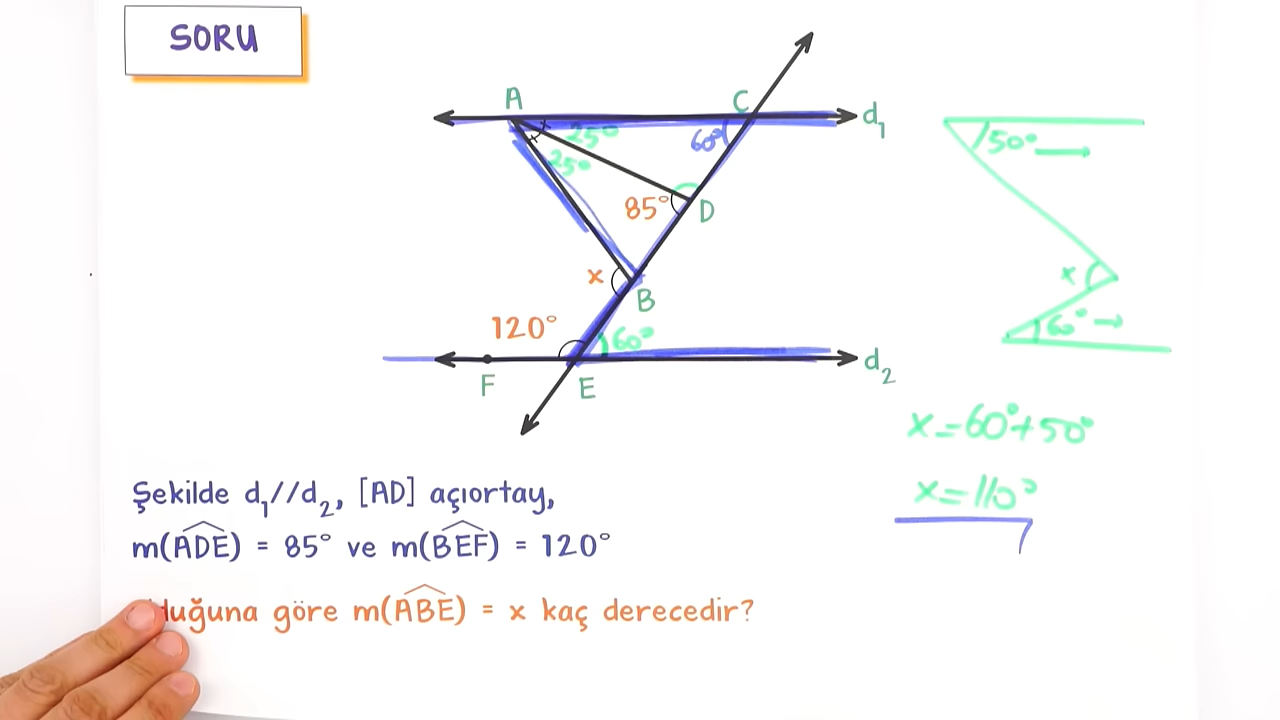 SORU
A
C
d₁
25°
60°
25°
85°
D
x
B
120°
60°
F
E
d₂
50°
x
60°
x=60°+50°
x=110°
Şekilde d₁//d₂, [AD] açıortay,
m(ADE) = 85° ve m(BEF) = 120°
duğuna göre m(ABE) = x kaç derecedir?